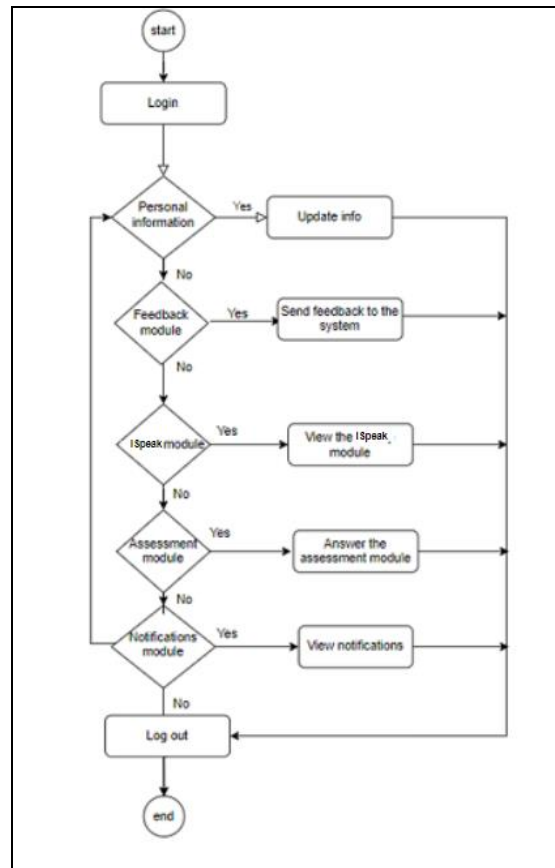 start
Login
Personal
information
Yes
Update info
No
Feedback
module
Yes
Send feedback to the
system
No
ISpeak module
Yes
View the ISpeak
module
No
Assessment
module
Yes
Answer the
assessment module
No
Notifications
module
Yes
View notifications
No
Log out
end